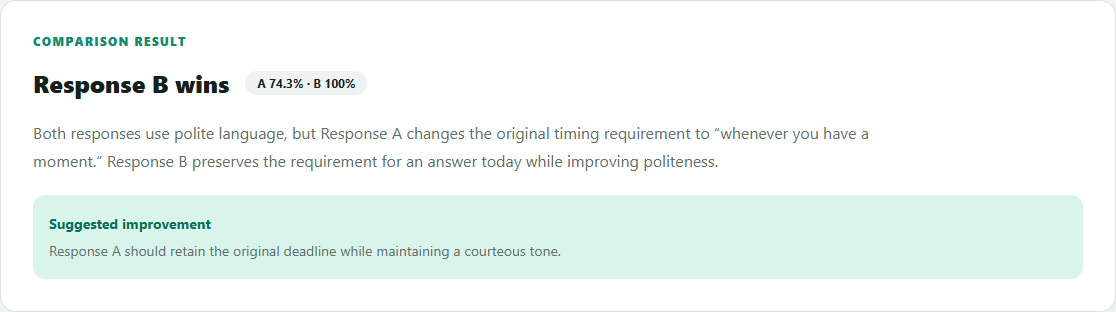 COMPARISON RESULT
Response B wins
A 74.3% · B 100%
Both responses use polite language, but Response A changes the original timing requirement to “whenever you have a
moment.” Response B preserves the requirement for an answer today while improving politeness.
Suggested improvement
Response A should retain the original deadline while maintaining a courteous tone.